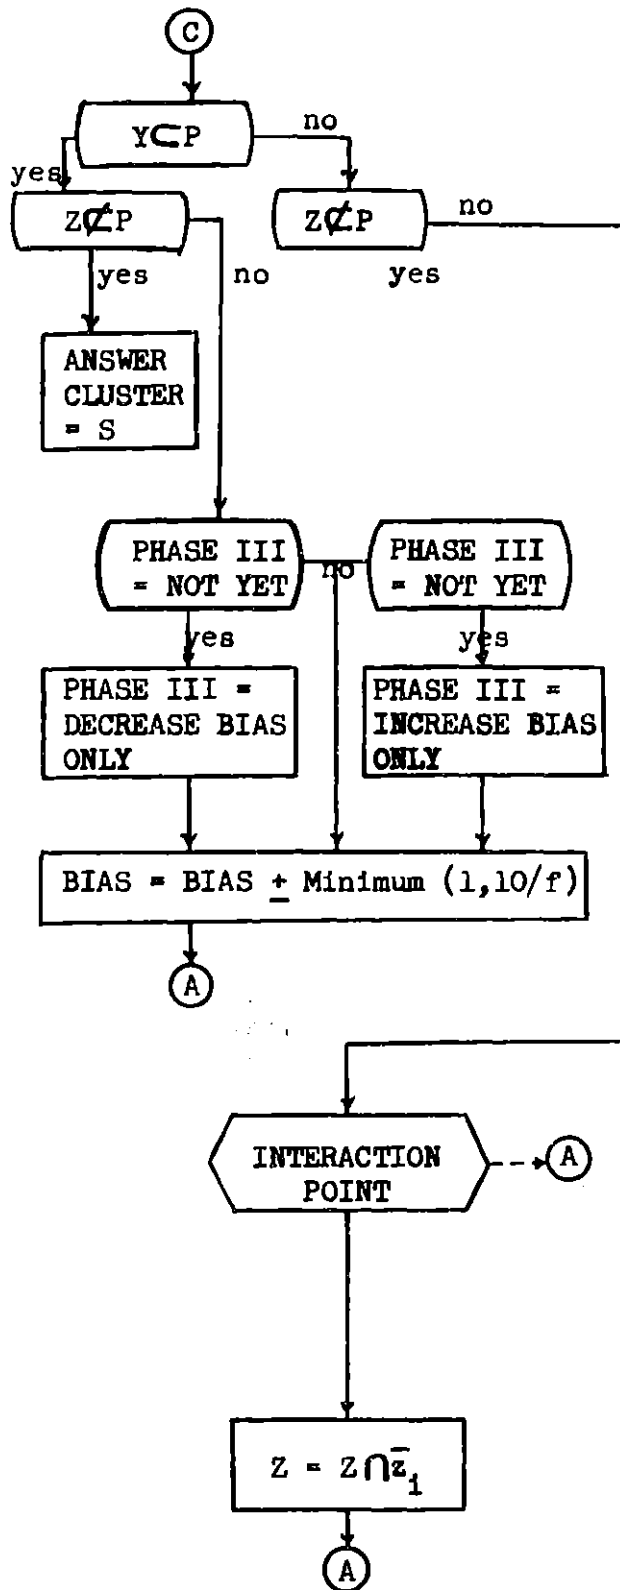 C
Y⊂P
no
yes
Z⊄P
Z⊄P
no
yes
no
yes
ANSWER
CLUSTER
= S
PHASE III
= NOT YET
no
PHASE III
= NOT YET
yes
yes
PHASE III =
DECREASE BIAS
ONLY
PHASE III =
INCREASE BIAS
ONLY
BIAS = BIAS ± Minimum (1,10/f)
A
INTERACTION
POINT
A
Z = Z⋂z̄₁
A